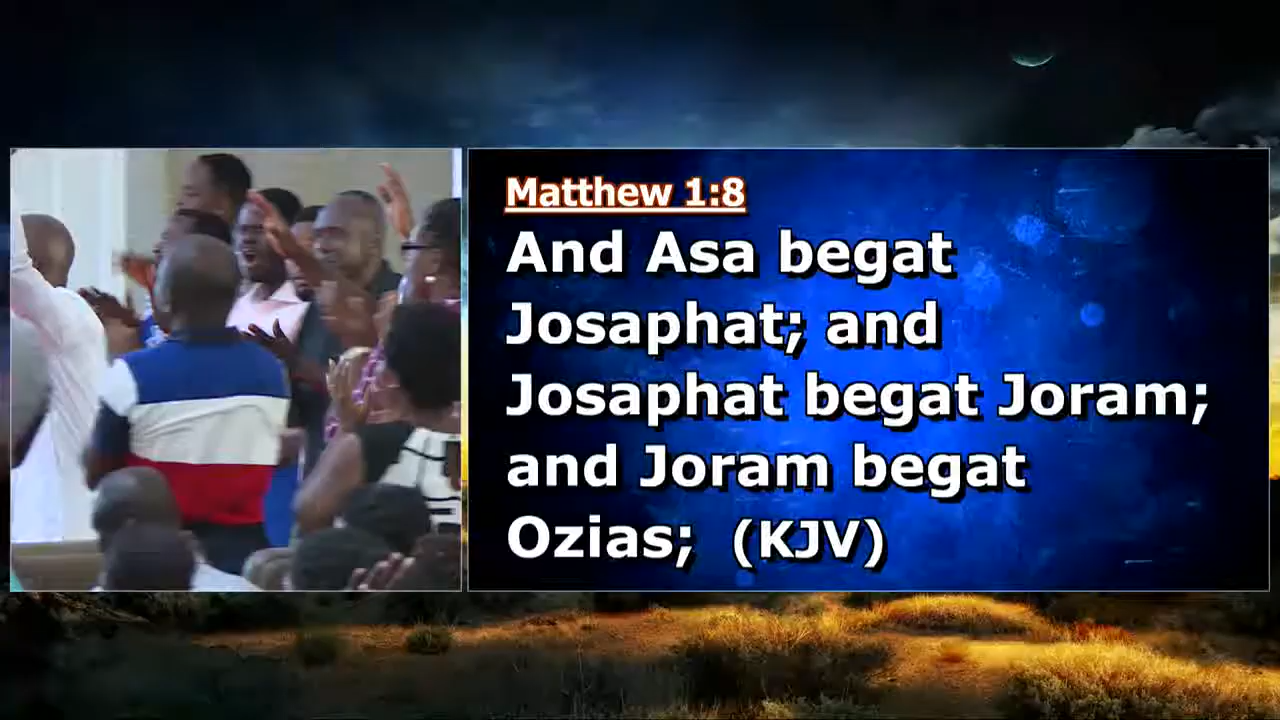 Matthew 1:8
And Asa begat
Josaphat; and
Josaphat begat Joram;
and Joram begat
Ozias; (KJV)